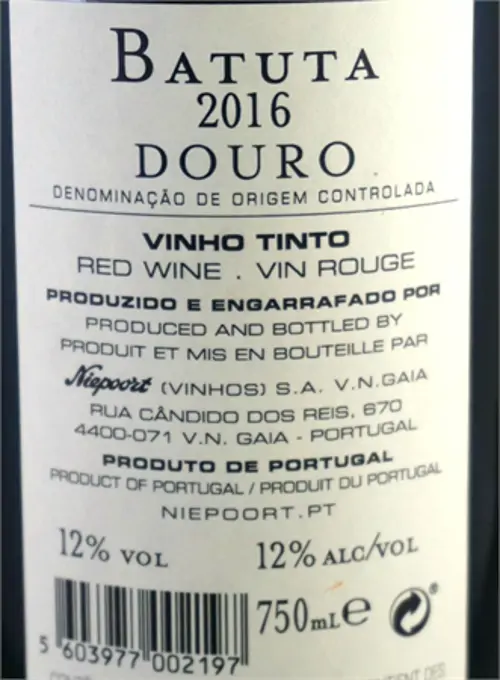 BATUTA
2016
DOURO
DENOMINAÇÃO DE ORIGEM CONTROLADA
VINHO TINTO
RED WINE . VIN ROUGE
PRODUZIDO E ENGARRAFADO POR
PRODUCED AND BOTTLED BY
PRODUIT ET MIS EN BOUTEILLE PAR
Niepoort (VINHOS) S.A. V.N.GAIA
RUA CÂNDIDO DOS REIS, 670
4400-071 V.N. GAIA - PORTUGAL
PRODUTO DE PORTUGAL
PRODUCT OF PORTUGAL / PRODUIT DU PORTUGAL
NIEPOORT.PT
12% VOL 12% ALC/VOL
750mL e ®
5 603977 002197